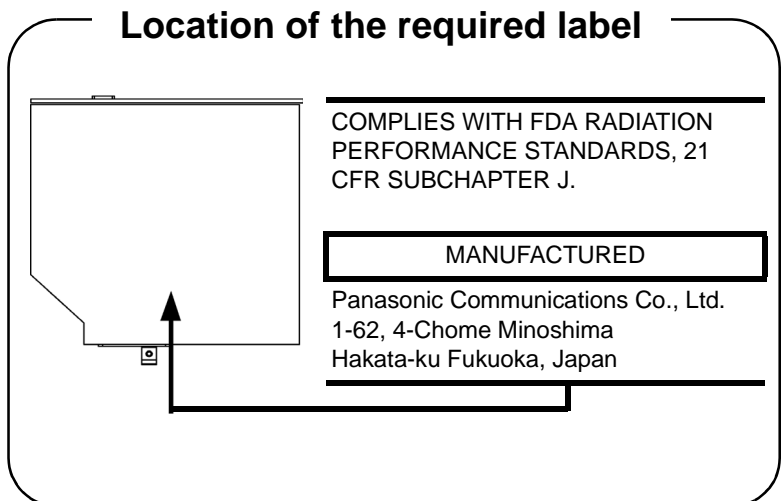 Location of the required label
COMPLIES WITH FDA RADIATION
PERFORMANCE STANDARDS, 21
CFR SUBCHAPTER J.
MANUFACTURED
Panasonic Communications Co., Ltd.
1-62, 4-Chome Minoshima
Hakata-ku Fukuoka, Japan